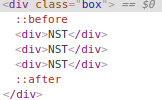 <div class="box"> == $0
::before
<div>NST</div>
<div>NST</div>
<div>NST</div>
::after
</div>